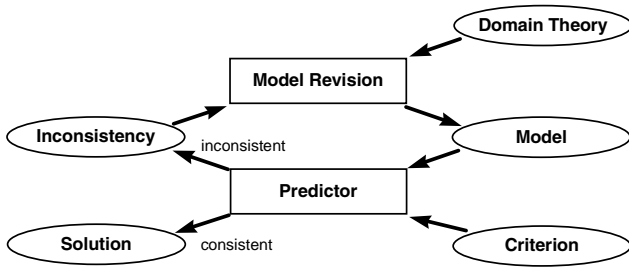 Domain Theory
Model Revision
Inconsistency
inconsistent
Model
Predictor
Solution
consistent
Criterion